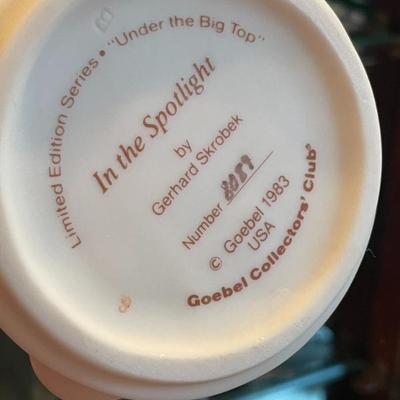 Limited Edition Series • "Under the Big Top"
In the Spotlight
by
Gerhard Skrobek
Number
© Goebel 1983
USA
Goebel Collectors' Club